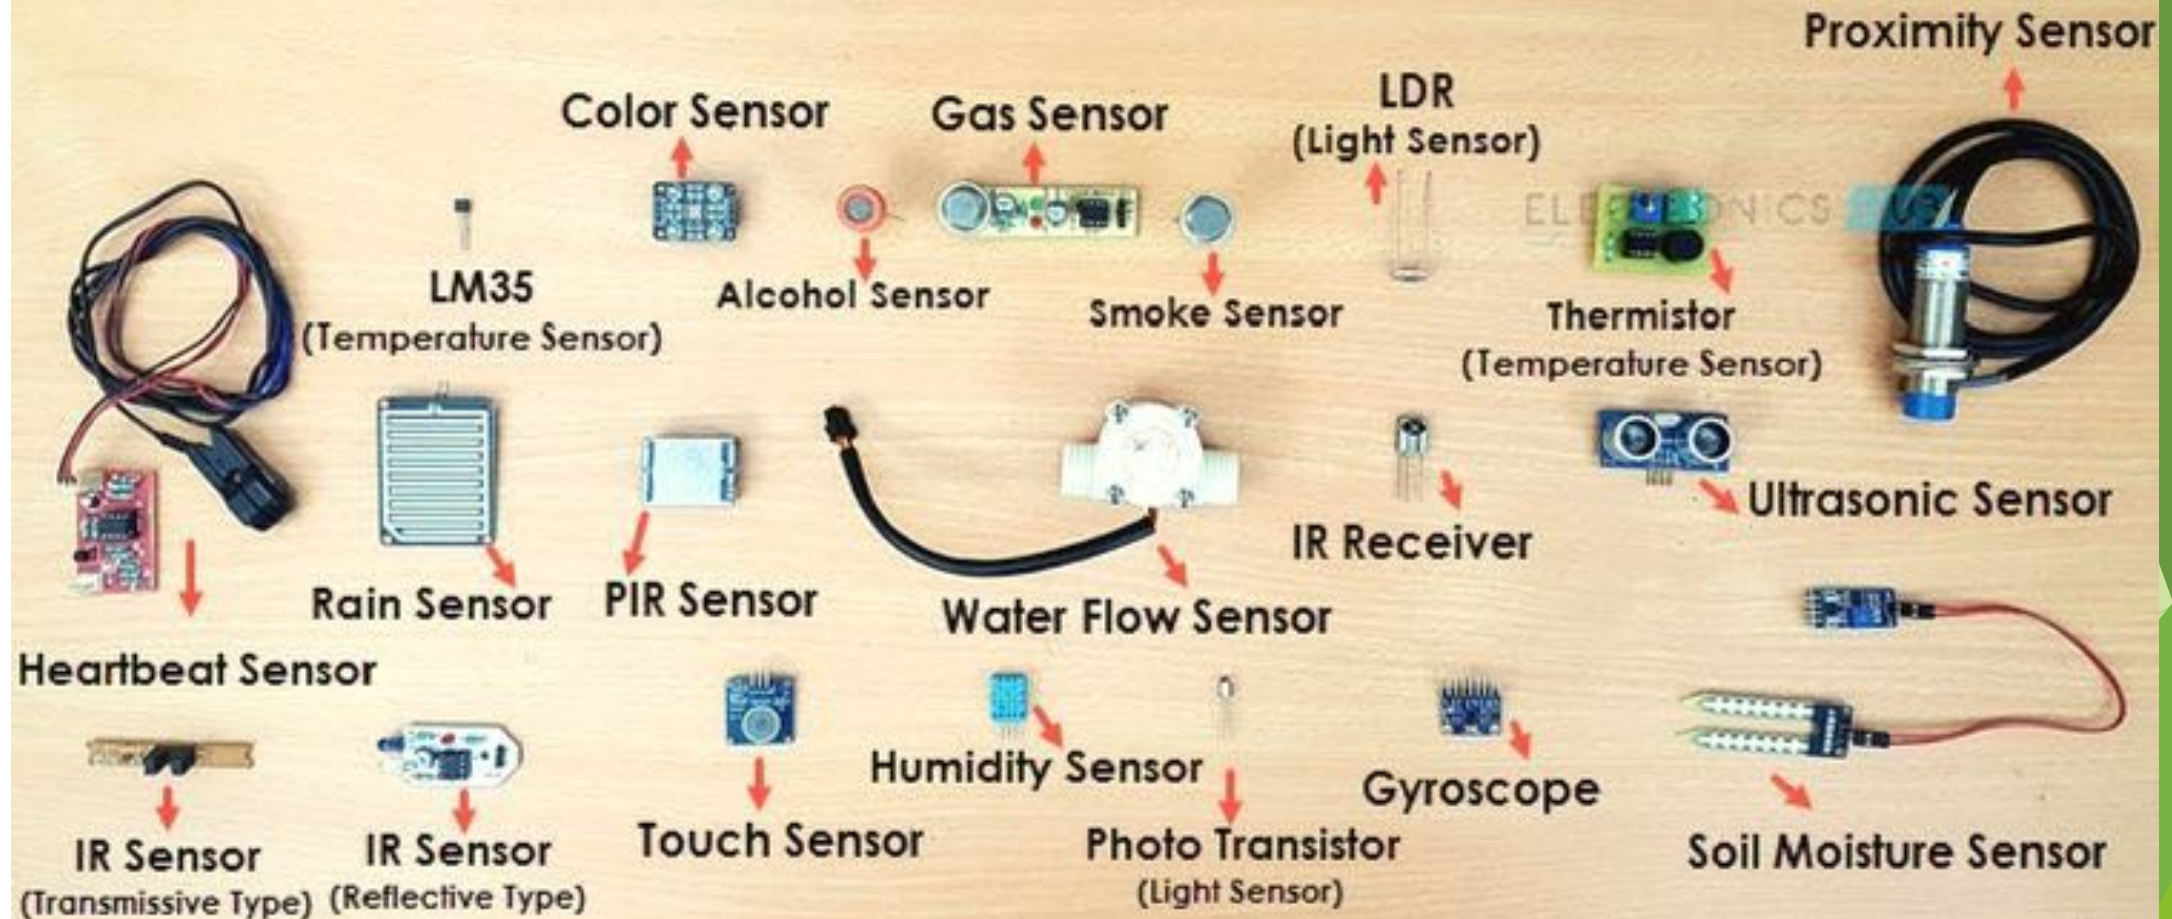 Proximity Sensor
Color Sensor
Gas Sensor
LDR
(Light Sensor)
LM35
(Temperature Sensor)
Alcohol Sensor
Smoke Sensor
Thermistor
(Temperature Sensor)
Heartbeat Sensor
Rain Sensor
PIR Sensor
Water Flow Sensor
IR Receiver
Ultrasonic Sensor
IR Sensor
(Transmissive Type)
IR Sensor
(Reflective Type)
Touch Sensor
Humidity Sensor
Photo Transistor
(Light Sensor)
Gyroscope
Soil Moisture Sensor